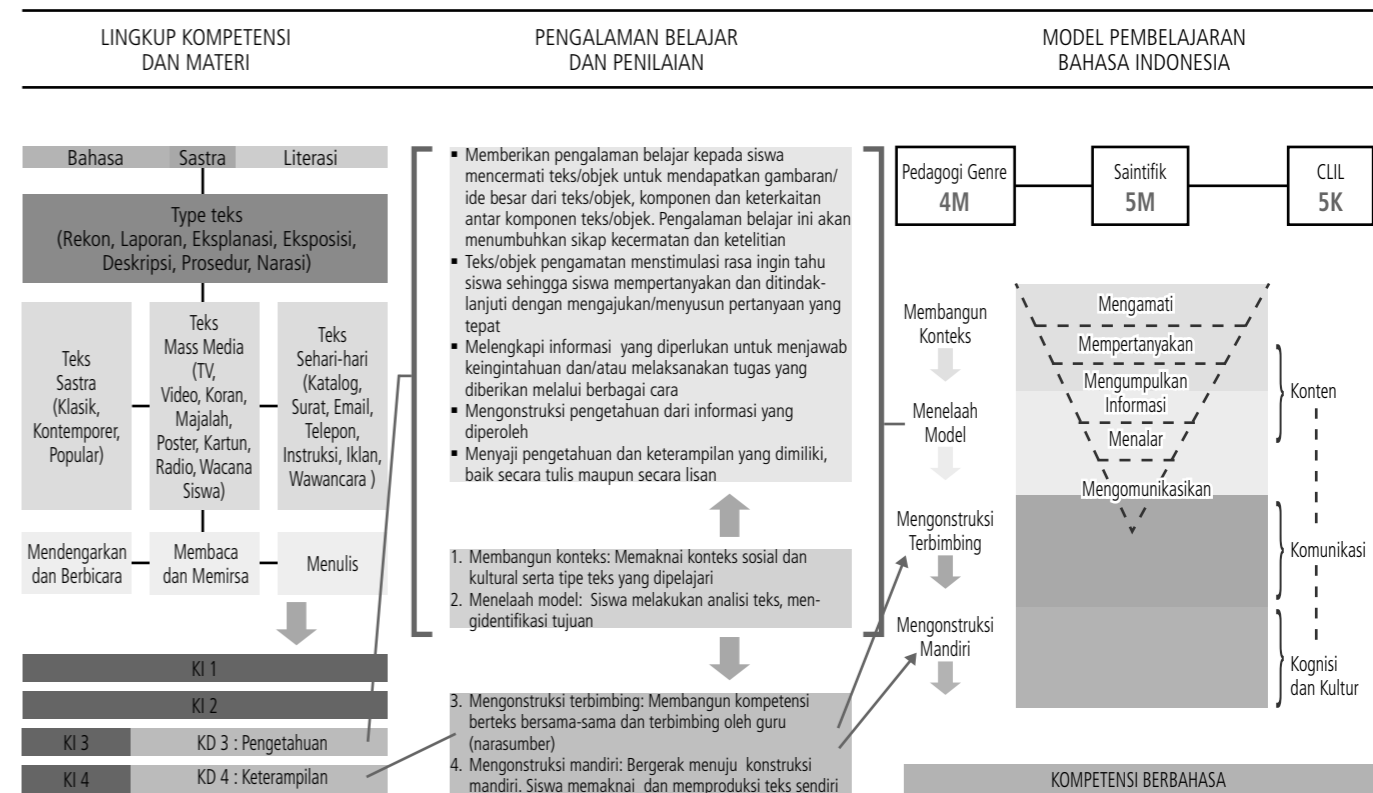 LINGKUP KOMPETENSI
DAN MATERI
PENGALAMAN BELAJAR
DAN PENILAIAN
MODEL PEMBELAJARAN
BAHASA INDONESIA
Bahasa Sastra Literasi
Type teks
(Rekon, Laporan, Eksplanasi, Eksposisi,
Deskripsi, Prosedur, Narasi)
Teks
Sastra
(Klasik,
Kontemporer,
Popular)
Teks
Mass Media
(TV,
Video, Koran,
Majalah,
Poster, Kartun,
Radio, Wacana
Siswa)
Teks
Sehari-hari
(Katalog,
Surat, Email,
Telepon,
Instruksi, Iklan,
Wawancara )
Mendengarkan
dan Berbicara
Membaca
dan Memirsa
Menulis
KI 1
KI 2
KI 3 KD 3 : Pengetahuan
KI 4 KD 4 : Keterampilan
▪ Memberikan pengalaman belajar kepada siswa
mencermati teks/objek untuk mendapatkan gambaran/
ide besar dari teks/objek, komponen dan keterkaitan
antar komponen teks/objek. Pengalaman belajar ini akan
menumbuhkan sikap kecermatan dan ketelitian
▪ Teks/objek pengamatan menstimulasi rasa ingin tahu
siswa sehingga siswa mempertanyakan dan ditindak-
lanjuti dengan mengajukan/menyusun pertanyaan yang
tepat
▪ Melengkapi informasi yang diperlukan untuk menjawab
keingintahuan dan/atau melaksanakan tugas yang
diberikan melalui berbagai cara
▪ Mengonstruksi pengetahuan dari informasi yang
diperoleh
▪ Menyaji pengetahuan dan keterampilan yang dimiliki,
baik secara tulis maupun secara lisan
1. Membangun konteks: Memaknai konteks sosial dan
kultural serta tipe teks yang dipelajari
2. Menelaah model: Siswa melakukan analisi teks, men-
gidentifikasi tujuan
3. Mengonstruksi terbimbing: Membangun kompetensi
berteks bersama-sama dan terbimbing oleh guru
(narasumber)
4. Mengonstruksi mandiri: Bergerak menuju konstruksi
mandiri. Siswa memaknai dan memproduksi teks sendiri
Pedagogi Genre
4M
Saintifik
5M
CLIL
5K
Membangun
Konteks
Menelaah
Model
Mengonstruksi
Terbimbing
Mengonstruksi
Mandiri
Mengamati
Mempertanyakan
Mengumpulkan
Informasi
Menalar
Mengomunikasikan
Konten
Komunikasi
Kognisi
dan Kultur
KOMPETENSI BERBAHASA